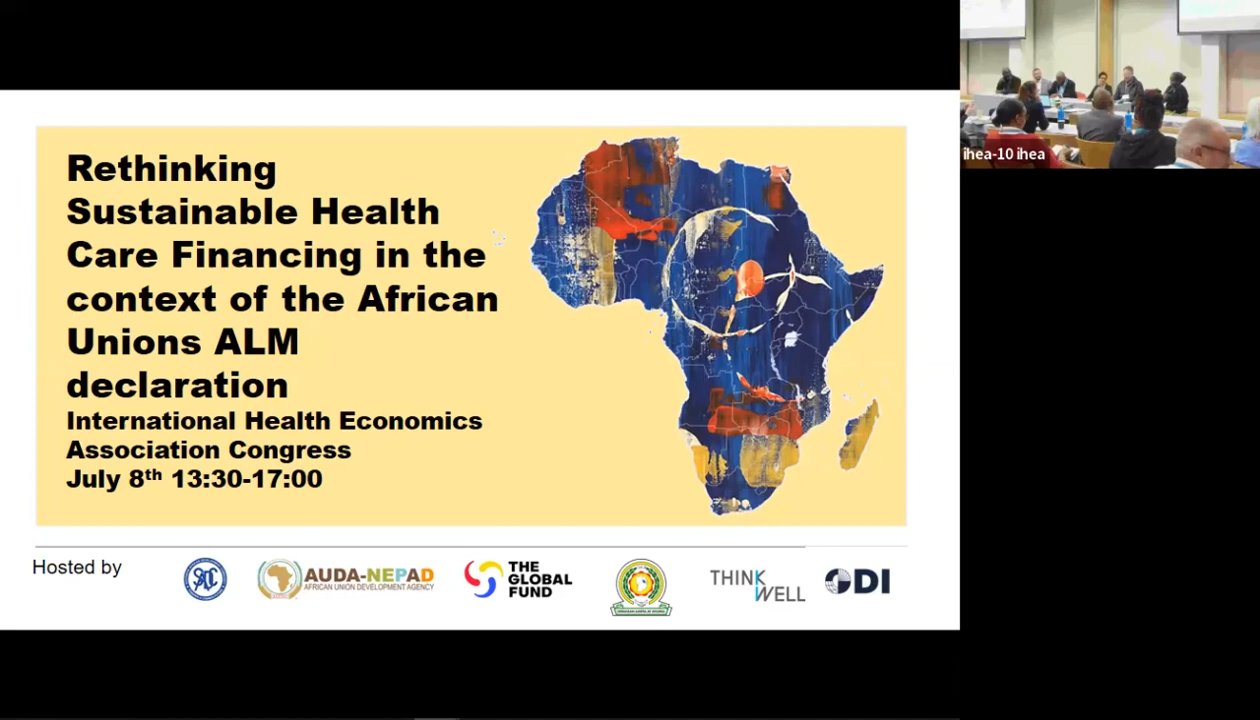 Rethinking
Sustainable Health
Care Financing in the
context of the African
Unions ALM
declaration
International Health Economics
Association Congress
July 8th 13:30-17:00
ihea-10 ihea
Hosted by
AUDA-NEPAD
AFRICAN UNION DEVELOPMENT AGENCY
THE
GLOBAL
FUND
THINK
WELL
ODI